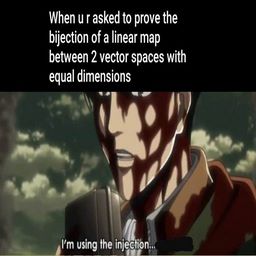 When u r asked to prove the
bijection of a linear map
between 2 vector spaces with
equal dimensions
I'm using the injection...